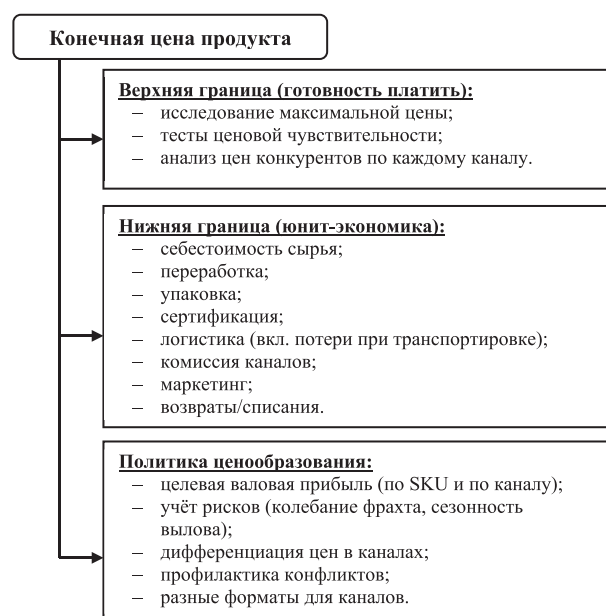 Конечная цена продукта
Верхняя граница (готовность платить):
– исследование максимальной цены;
– тесты ценовой чувствительности;
– анализ цен конкурентов по каждому каналу.
Нижняя граница (юнит-экономика):
– себестоимость сырья;
– переработка;
– упаковка;
– сертификация;
– логистика (вкл. потери при транспортировке);
– комиссия каналов;
– маркетинг;
– возвраты/списания.
Политика ценообразования:
– целевая валовая прибыль (по SKU и по каналу);
– учёт рисков (колебание фрахта, сезонность
вылова);
– дифференциация цен в каналах;
– профилактика конфликтов;
– разные форматы для каналов.